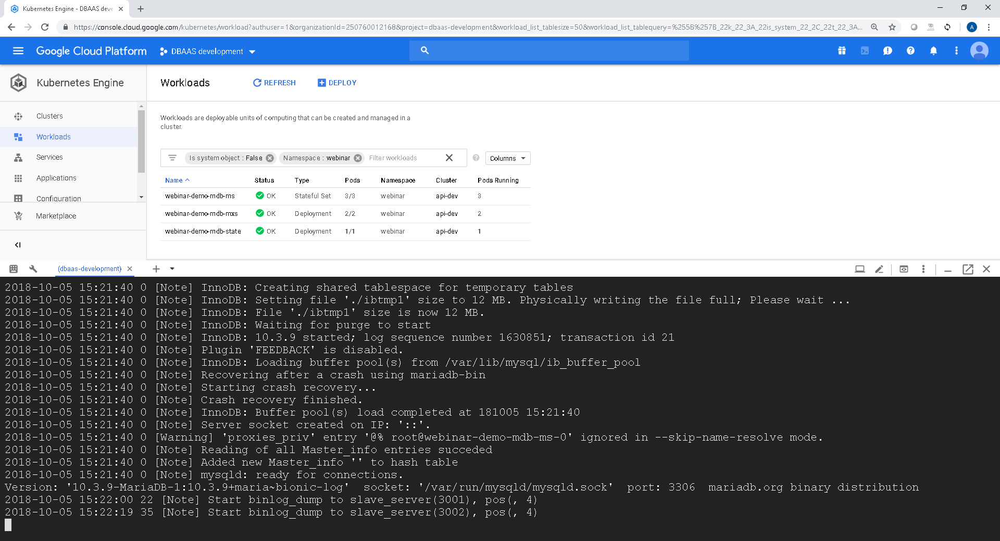 Kubernetes Engine - DBAAS deve
https://console.cloud.google.com/kubernetes/workload?authuser=1&organizationId=250760012168&project=dbaas-development&workload_list_tablesize=50&workload_list_tablequery=%255B%257B_22k_22_3A_22is_system_22_2C_22t_22_3A...
A
Google Cloud Platform
DBAAS development
Kubernetes Engine
Workloads
REFRESH
DEPLOY
Clusters
Workloads
Services
Applications
Configuration
Marketplace
Workloads are deployable units of computing that can be created and managed in a
cluster.
Is system object : False
Namespace : webinar
Filter workloads
Columns
Name Status Type Pods Namespace Cluster Pods Running
webinar-demo-mdb-ms OK Stateful Set 3/3 webinar api-dev 3
webinar-demo-mdb-mxs OK Deployment 2/2 webinar api-dev 2
webinar-demo-mdb-state OK Deployment 1/1 webinar api-dev 1
(dbaas-development)
2018-10-05 15:21:40 0 [Note] InnoDB: Creating shared tablespace for temporary tables
2018-10-05 15:21:40 0 [Note] InnoDB: Setting file './ibtmp1' size to 12 MB. Physically writing the file full; Please wait ...
2018-10-05 15:21:40 0 [Note] InnoDB: File './ibtmp1' size is now 12 MB.
2018-10-05 15:21:40 0 [Note] InnoDB: Waiting for purge to start
2018-10-05 15:21:40 0 [Note] InnoDB: 10.3.9 started; log sequence number 1630851; transaction id 21
2018-10-05 15:21:40 0 [Note] Plugin 'FEEDBACK' is disabled.
2018-10-05 15:21:40 0 [Note] InnoDB: Loading buffer pool(s) from /var/lib/mysql/ib_buffer_pool
2018-10-05 15:21:40 0 [Note] Recovering after a crash using mariadb-bin
2018-10-05 15:21:40 0 [Note] Starting crash recovery...
2018-10-05 15:21:40 0 [Note] Crash recovery finished.
2018-10-05 15:21:40 0 [Note] InnoDB: Buffer pool(s) load completed at 181005 15:21:40
2018-10-05 15:21:40 0 [Note] Server socket created on IP: '::'.
2018-10-05 15:21:40 0 [Warning] 'proxies_priv' entry '@% root@webinar-demo-mdb-ms-0' ignored in --skip-name-resolve mode.
2018-10-05 15:21:40 0 [Note] Reading of all Master_info entries succeded
2018-10-05 15:21:40 0 [Note] Added new Master_info '' to hash table
2018-10-05 15:21:40 0 [Note] mysqld: ready for connections.
Version: '10.3.9-MariaDB-1:10.3.9+maria~bionic-log'  socket: '/var/run/mysqld/mysqld.sock'  port: 3306  mariadb.org binary distribution
2018-10-05 15:22:00 22 [Note] Start binlog_dump to slave_server(3001), pos(, 4)
2018-10-05 15:22:19 35 [Note] Start binlog_dump to slave_server(3002), pos(, 4)